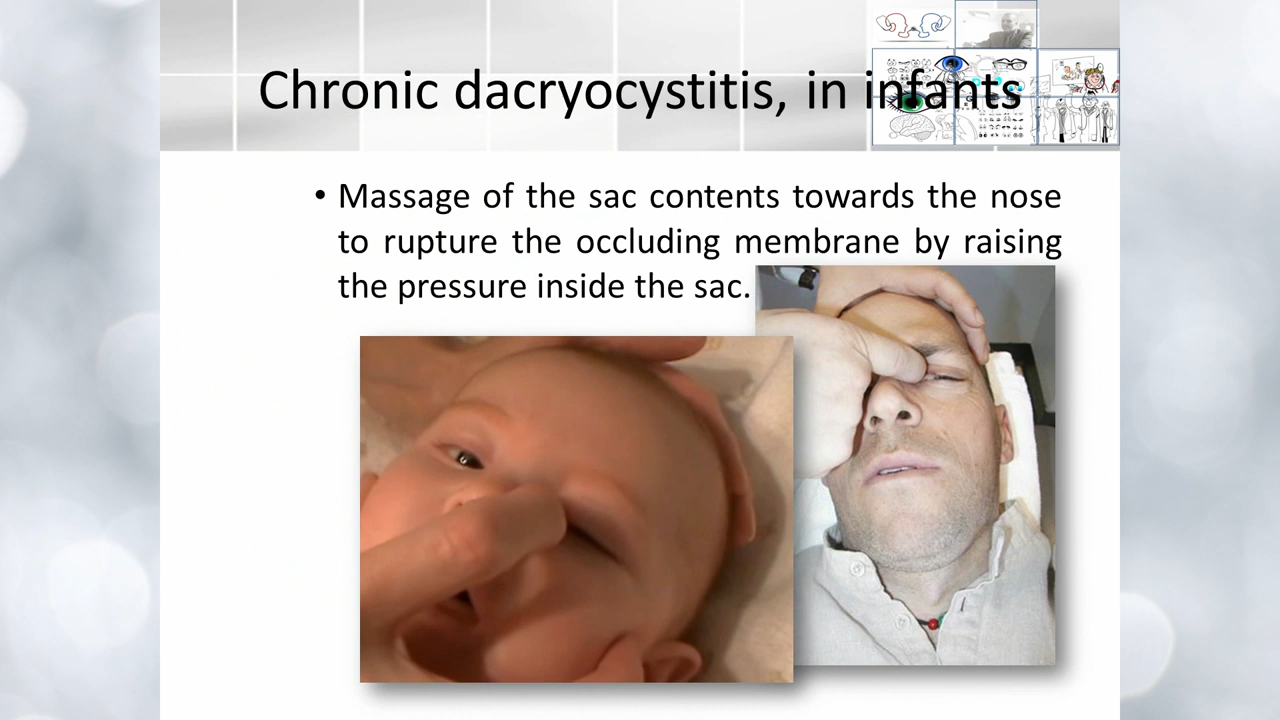 Chronic dacryocystitis, in infants
• Massage of the sac contents towards the nose
to rupture the occluding membrane by raising
the pressure inside the sac.